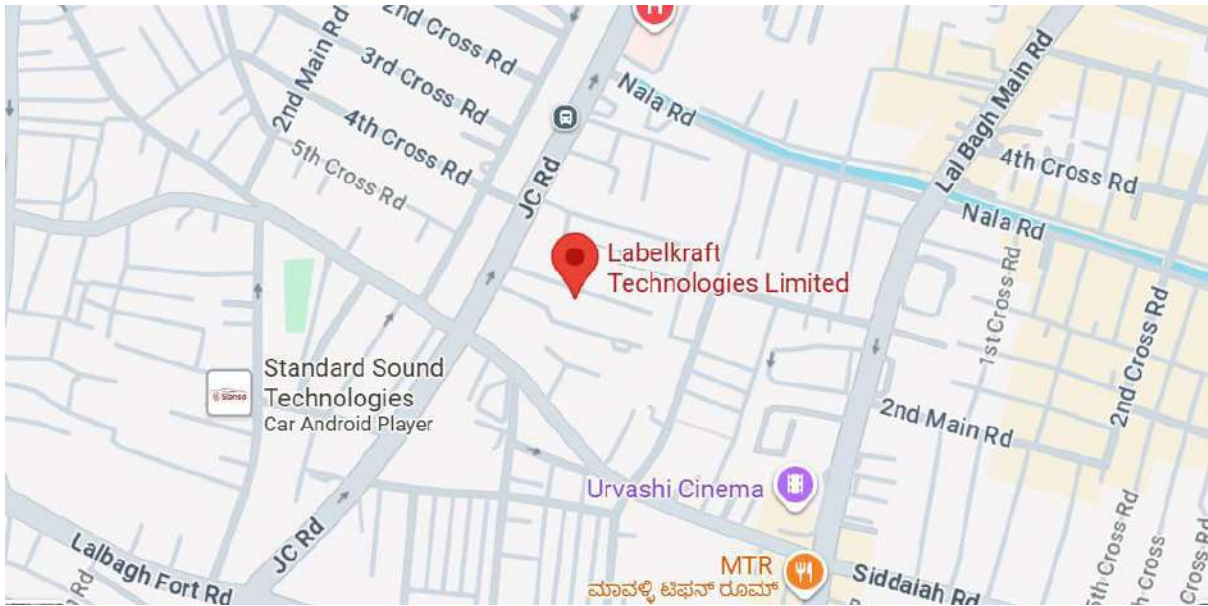 2nd Cross Rd
2nd Main Rd
3rd Cross Rd
4th Cross Rd
5th Cross Rd
JC Rd
Nala Rd
Lal Bagh Main Rd
4th Cross Rd
Nala Rd
Labelkraft
Technologies Limited
1st Cross Rd
2nd Cross Rd
Standard Sound
Technologies
Car Android Player
2nd Main Rd
Urvashi Cinema
JC Rd
Lalbagh Fort Rd
MTR
ಮಾವಳ್ಳಿ ಟಿಫನ್ ರೂಮ್
Siddaiah Rd
5th Cross Rd
Cross Rd